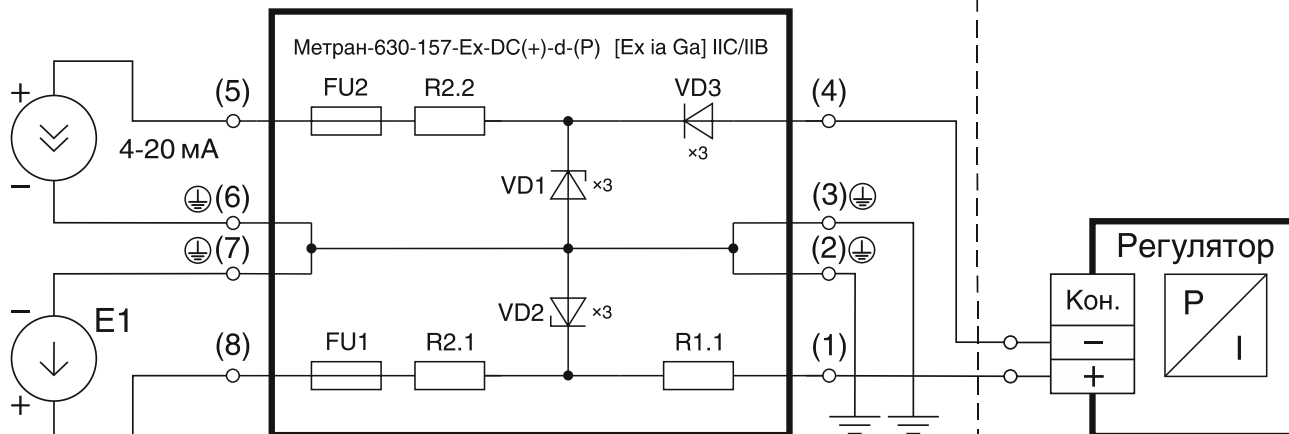 Метран-630-157-Ex-DC(+)-d-(P) [Ex ia Ga] IIC/IIB
+
(5)
FU2
R2.2
VD3
(4)
4-20 мА
×3
−
VD1
×3
(6)
(3)
(7)
(2)
Регулятор
−
E1
VD2
×3
Кон.
P
I
(8)
FU1
R2.1
R1.1
(1)
−
+
+